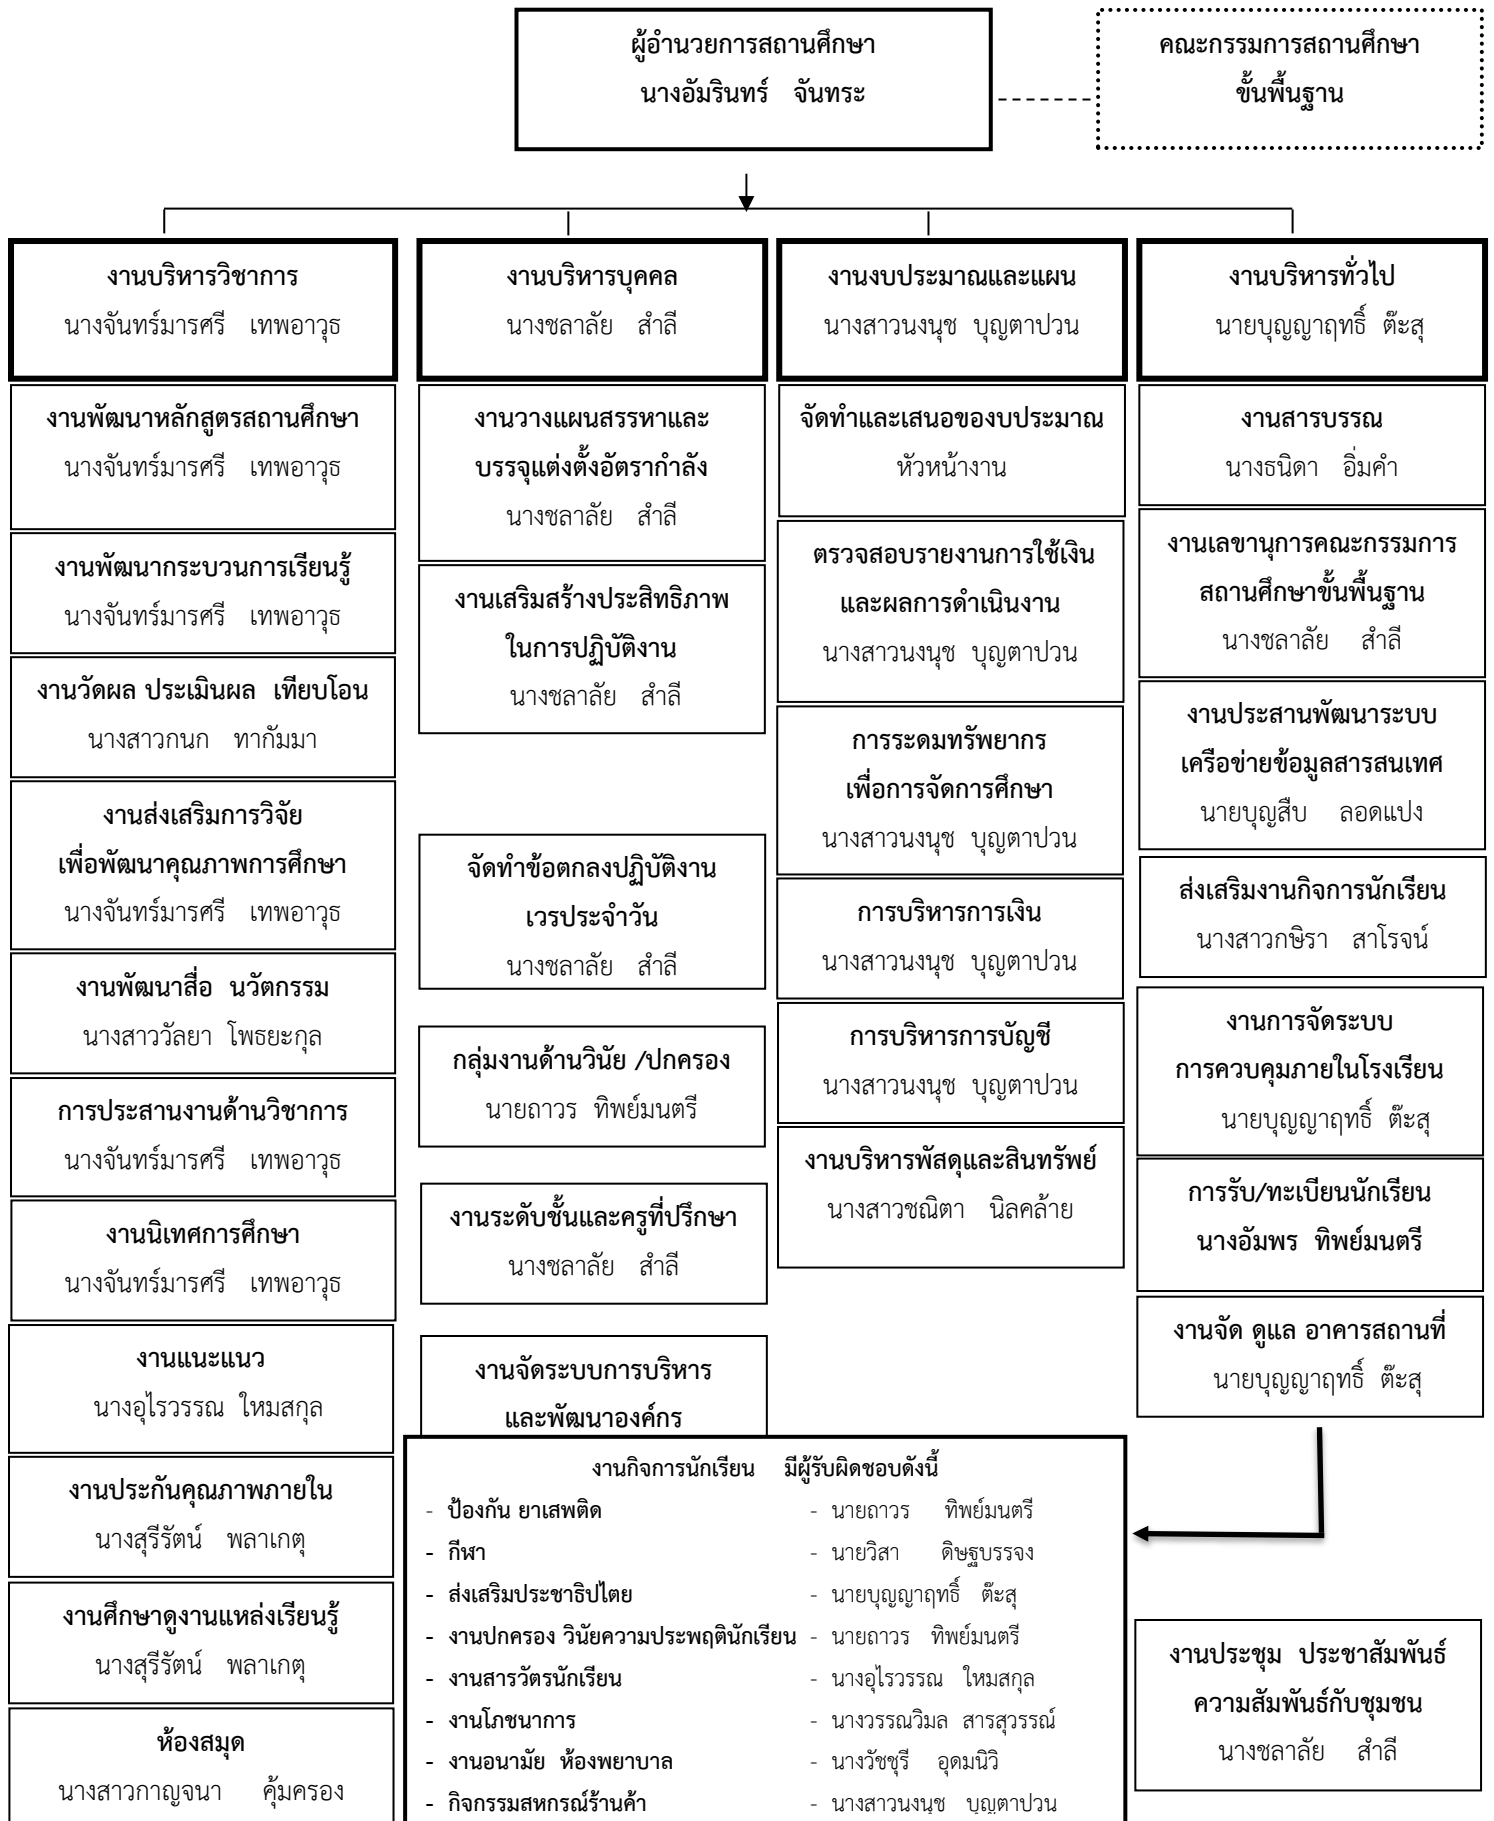 ผู้อำนวยการสถานศึกษา
นางอัมรินทร์ จันทระ
คณะกรรมการสถานศึกษา
ขั้นพื้นฐาน
งานบริหารวิชาการ
นางจันทร์มารศรี เทพอาวุธ
งานพัฒนาหลักสูตรสถานศึกษา
นางจันทร์มารศรี เทพอาวุธ
งานพัฒนากระบวนการเรียนรู้
นางจันทร์มารศรี เทพอาวุธ
งานวัดผล ประเมินผล เทียบโอน
นางสาวกนก ทากัมมา
งานส่งเสริมการวิจัย
เพื่อพัฒนาคุณภาพการศึกษา
นางจันทร์มารศรี เทพอาวุธ
งานพัฒนาสื่อ นวัตกรรม
นางสาววัลยา โพธยะกุล
การประสานงานด้านวิชาการ
นางจันทร์มารศรี เทพอาวุธ
งานนิเทศการศึกษา
นางจันทร์มารศรี เทพอาวุธ
งานแนะแนว
นางอุไรวรรณ ใหมสกุล
งานประกันคุณภาพภายใน
นางสุรีรัตน์ พลาเกตุ
งานศึกษาดูงานแหล่งเรียนรู้
นางสุรีรัตน์ พลาเกตุ
ห้องสมุด
นางสาวกาญจนา คุ้มครอง
งานบริหารบุคคล
นางชลาลัย สำลี
งานวางแผนสรรหาและ
บรรจุแต่งตั้งอัตรากำลัง
นางชลาลัย สำลี
งานเสริมสร้างประสิทธิภาพ
ในการปฏิบัติงาน
นางชลาลัย สำลี
จัดทำข้อตกลงปฏิบัติงาน
เวรประจำวัน
นางชลาลัย สำลี
กลุ่มงานด้านวินัย /ปกครอง
นายถาวร ทิพย์มนตรี
งานระดับชั้นและครูที่ปรึกษา
นางชลาลัย สำลี
งานจัดระบบการบริหาร
และพัฒนาองค์กร
งานงบประมาณและแผน
นางสาวนงนุช บุญตาปวน
จัดทำและเสนอของบประมาณ
หัวหน้างาน
ตรวจสอบรายงานการใช้เงิน
และผลการดำเนินงาน
นางสาวนงนุช บุญตาปวน
การระดมทรัพยากร
เพื่อการจัดการศึกษา
นางสาวนงนุช บุญตาปวน
การบริหารการเงิน
นางสาวนงนุช บุญตาปวน
การบริหารการบัญชี
นางสาวนงนุช บุญตาปวน
งานบริหารพัสดุและสินทรัพย์
นางสาวชณิตา นิลคล้าย
งานบริหารทั่วไป
นายบุญญาฤทธิ์ ต๊ะสุ
งานสารบรรณ
นางธนิดา อิ่มคำ
งานเลขานุการคณะกรรมการ
สถานศึกษาขั้นพื้นฐาน
นางชลาลัย สำลี
งานประสานพัฒนาระบบ
เครือข่ายข้อมูลสารสนเทศ
นายบุญสืบ ลอดแปง
ส่งเสริมงานกิจการนักเรียน
นางสาวกษิรา สาโรจน์
งานการจัดระบบ
การควบคุมภายในโรงเรียน
นายบุญญาฤทธิ์ ต๊ะสุ
การรับ/ทะเบียนนักเรียน
นางอัมพร ทิพย์มนตรี
งานจัด ดูแล อาคารสถานที่
นายบุญญาฤทธิ์ ต๊ะสุ
งานกิจการนักเรียน มีผู้รับผิดชอบดังนี้
- ป้องกัน ยาเสพติด - นายถาวร ทิพย์มนตรี
- กีฬา - นายวิสา ดิษฐบรรจง
- ส่งเสริมประชาธิปไตย - นายบุญญาฤทธิ์ ต๊ะสุ
- งานปกครอง วินัยความประพฤตินักเรียน - นายถาวร ทิพย์มนตรี
- งานสารวัตรนักเรียน - นางอุไรวรรณ ใหมสกุล
- งานโภชนาการ - นางวรรณวิมล สารสุวรรณ์
- งานอนามัย ห้องพยาบาล - นางวัชชุรี อุดมนิวิ
- กิจกรรมสหกรณ์ร้านค้า - นางสาวนงนุช บุญตาปวน
งานประชุม ประชาสัมพันธ์
ความสัมพันธ์กับชุมชน
นางชลาลัย สำลี